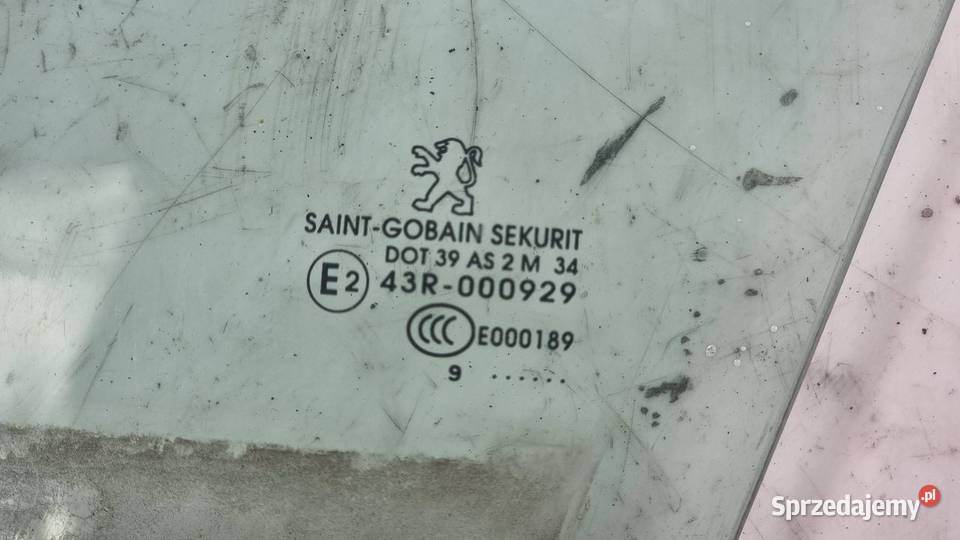 SAINT-GOBAIN SEKURIT
DOT 39 AS 2 M 34
E2 43R-000929
CCC E000189
9 ......
Sprzedajemy.pl